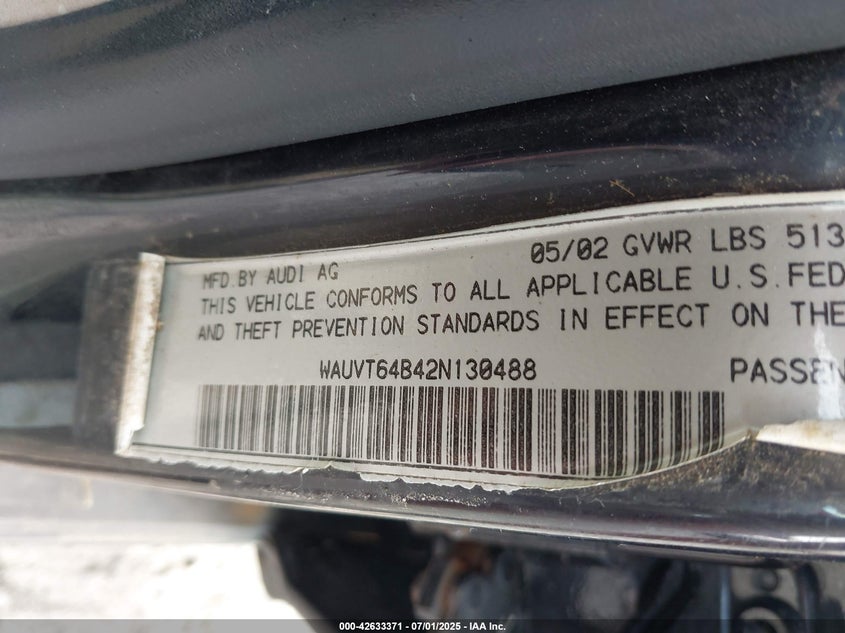 05/02 GVWR LBS 513
MFD.BY AUDI AG
THIS VEHICLE CONFORMS TO ALL APPLICABLE U.S.FED
AND THEFT PREVENTION STANDARDS IN EFFECT ON THE
WAUVT64B42N130488 PASSEN
© 2000-42633371 - 07/01/2025 - IAA Inc.